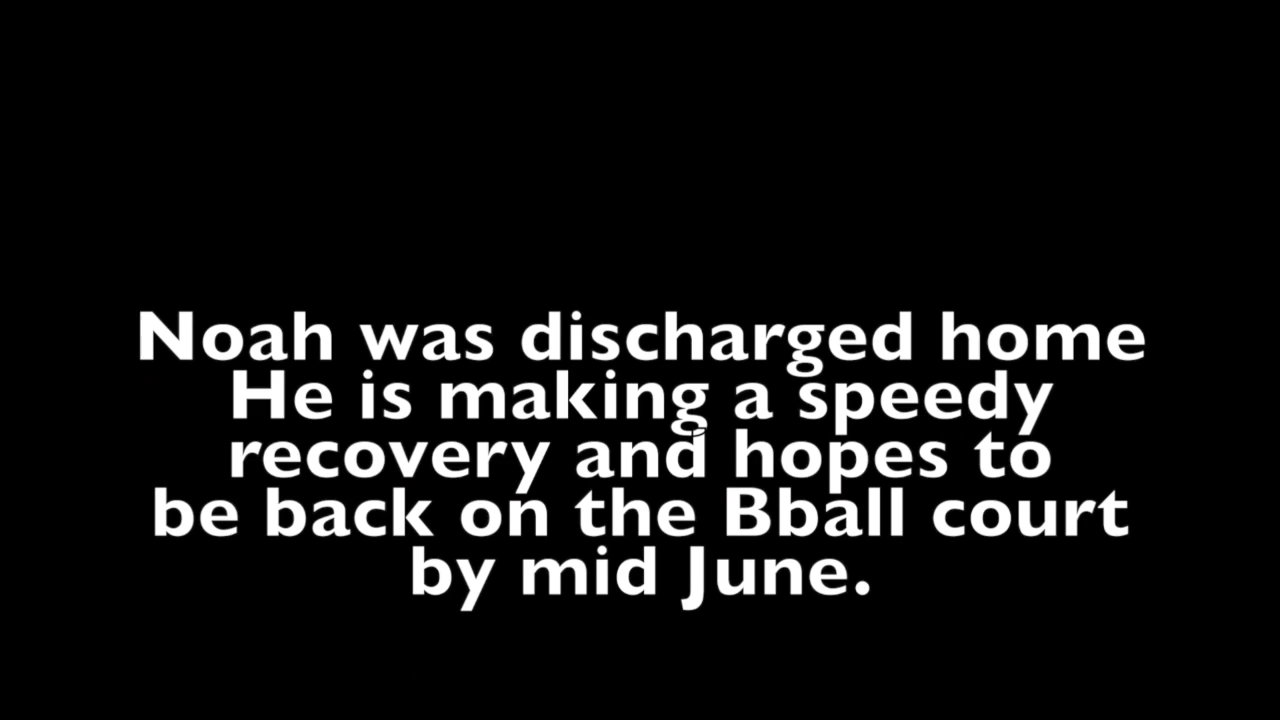 Noah was discharged home
He is making a speedy
recovery and hopes to
be back on the Bball court
by mid June.